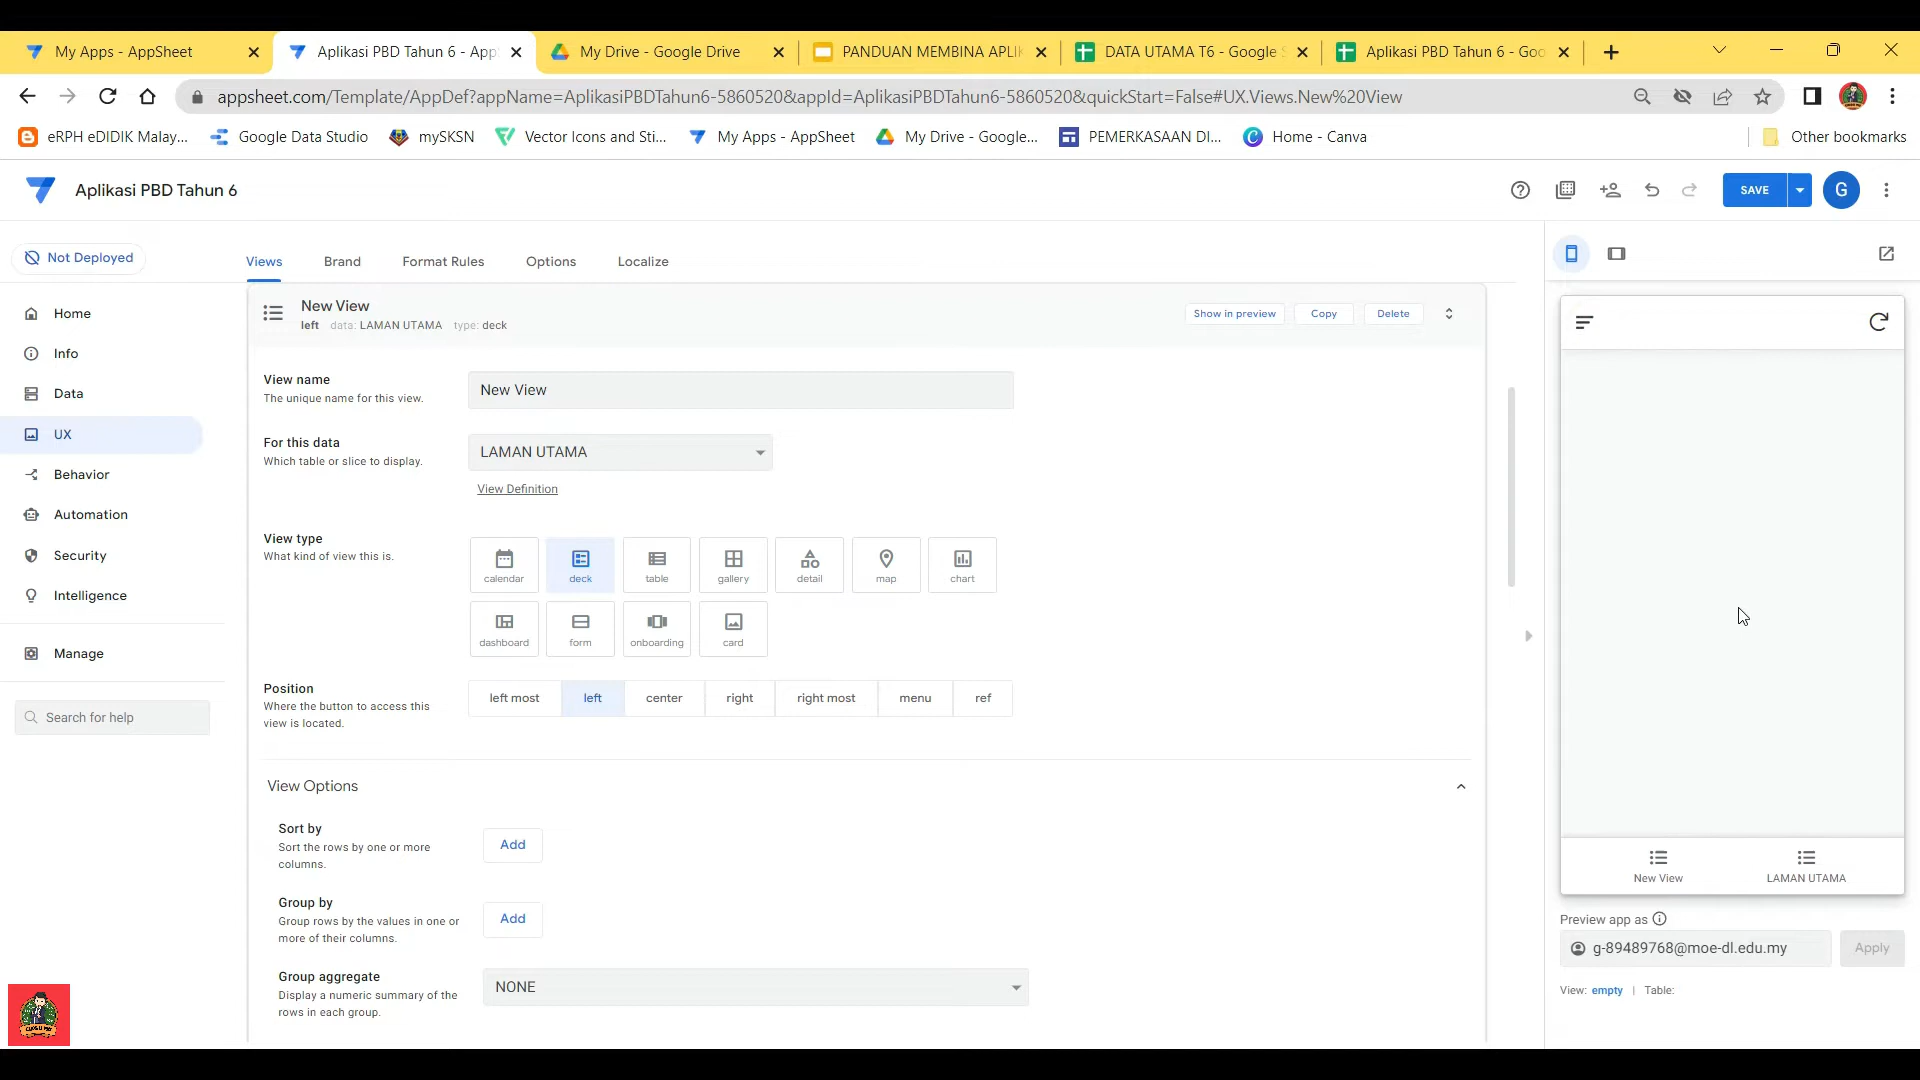 My Apps - AppSheet
Aplikasi PBD Tahun 6 - App
My Drive - Google Drive
PANDUAN MEMBINA APLIK
DATA UTAMA T6 - Google S
Aplikasi PBD Tahun 6 - Goo
appsheet.com/Template/AppDef?appName=AplikasiPBDTahun6-5860520&appId=AplikasiPBDTahun6-5860520&quickStart=False#UX.Views.New%20View
eRPH eDIDIK Malay...
Google Data Studio
mySKSN
Vector Icons and Sti...
My Apps - AppSheet
My Drive - Google...
PEMERKASAAN DI...
Home - Canva
Other bookmarks
Aplikasi PBD Tahun 6
SAVE
G
Not Deployed
Home
Info
Data
UX
Behavior
Automation
Security
Intelligence
Manage
Search for help
Views
Brand
Format Rules
Options
Localize
New View
left data: LAMAN UTAMA type: deck
Show in preview
Copy
Delete
View name
The unique name for this view.
New View
For this data
Which table or slice to display.
LAMAN UTAMA
View Definition
View type
What kind of view this is.
calendar
deck
table
gallery
detail
map
chart
dashboard
form
onboarding
card
Position
Where the button to access this
view is located.
left most
left
center
right
right most
menu
ref
View Options
Sort by
Sort the rows by one or more
columns.
Add
Group by
Group rows by the values in one or
more of their columns.
Add
Group aggregate
Display a numeric summary of the
rows in each group.
NONE
New View
LAMAN UTAMA
Preview app as
g-89489768@moe-dl.edu.my
Apply
View: empty | Table: